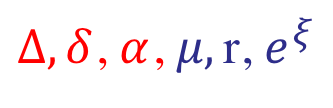 Δ, δ, α, μ, r, e^ξ